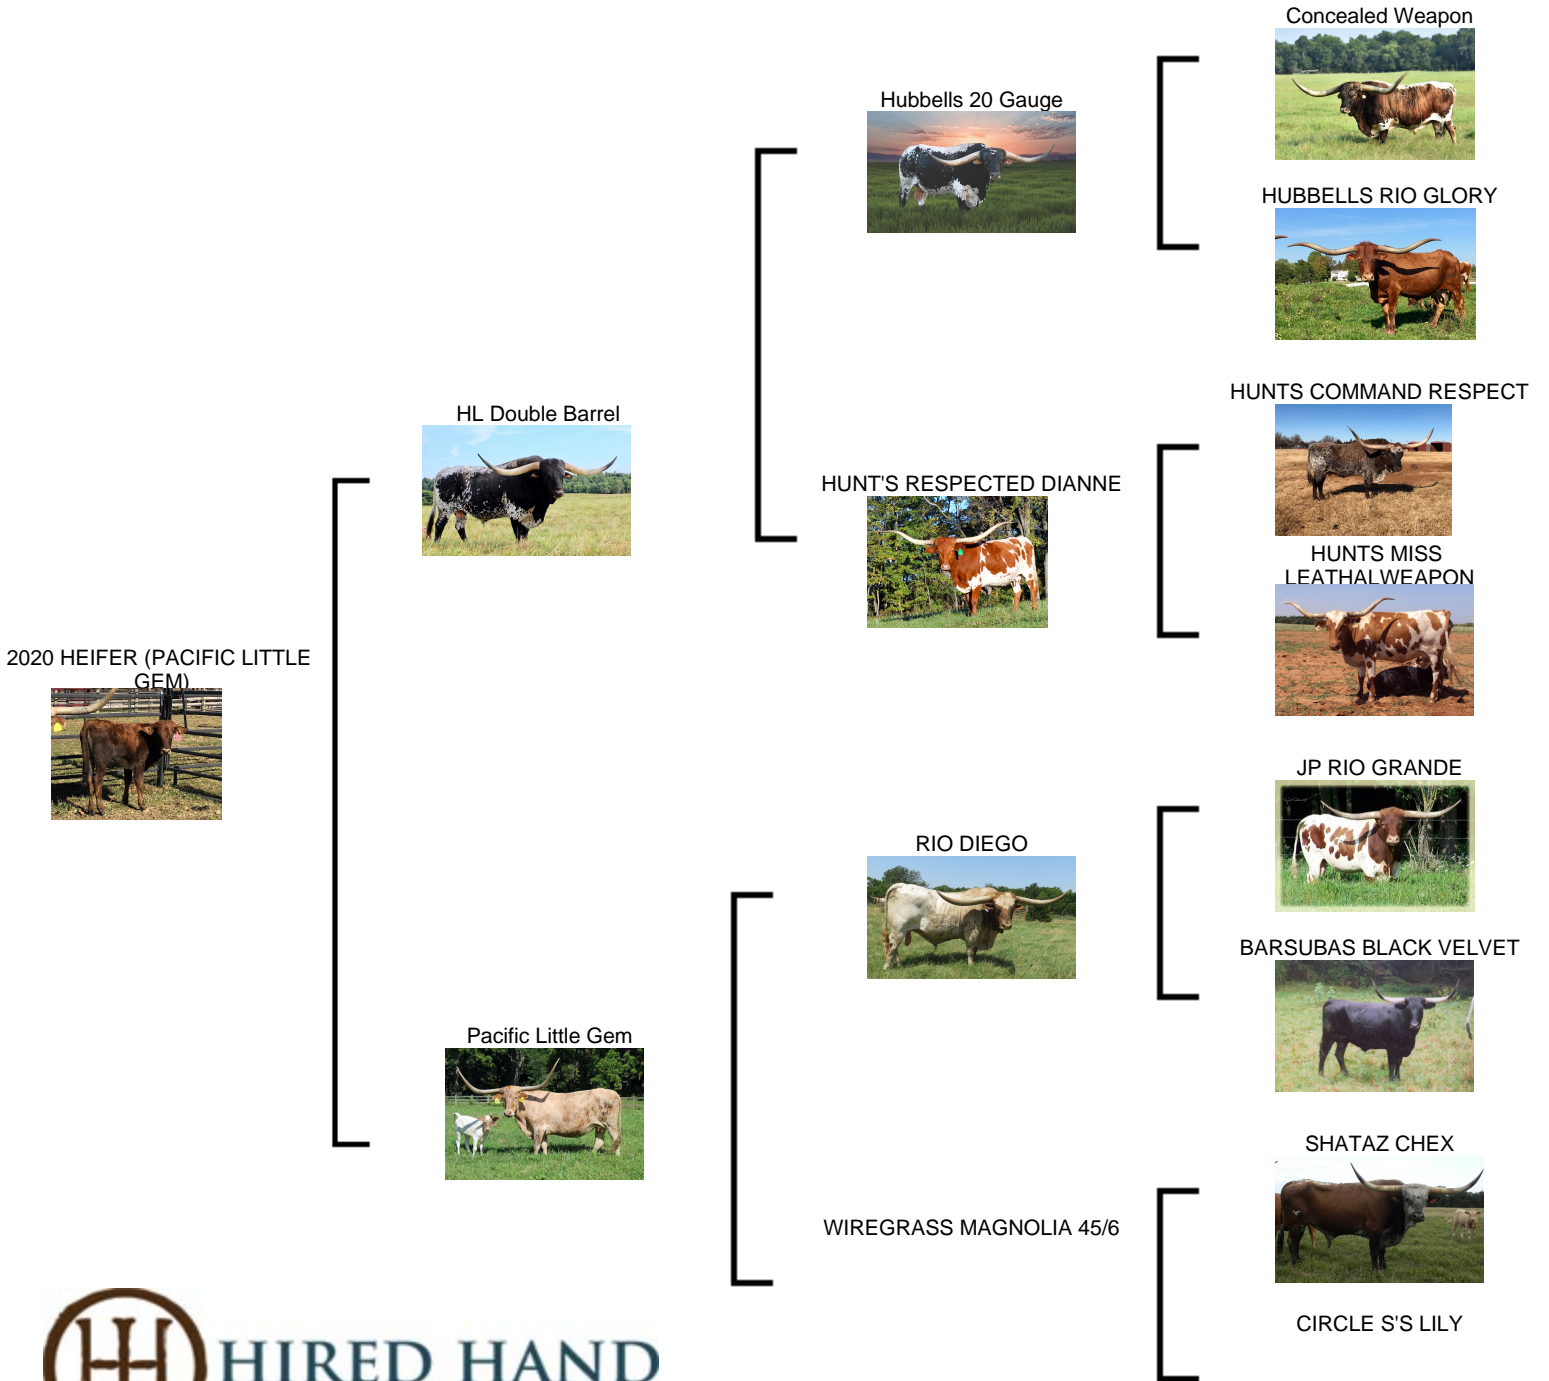 Concealed Weapon
Hubbells 20 Gauge
HUBBELLS RIO GLORY
HUNTS COMMAND RESPECT
HL Double Barrel
HUNT'S RESPECTED DIANNE
HUNTS MISS
LEATHALWEAPON
2020 HEIFER (PACIFIC LITTLE
GEM)
JP RIO GRANDE
RIO DIEGO
BARSUBAS BLACK VELVET
Pacific Little Gem
SHATAZ CHEX
WIREGRASS MAGNOLIA 45/6
CIRCLE S'S LILY
HIRED HAND